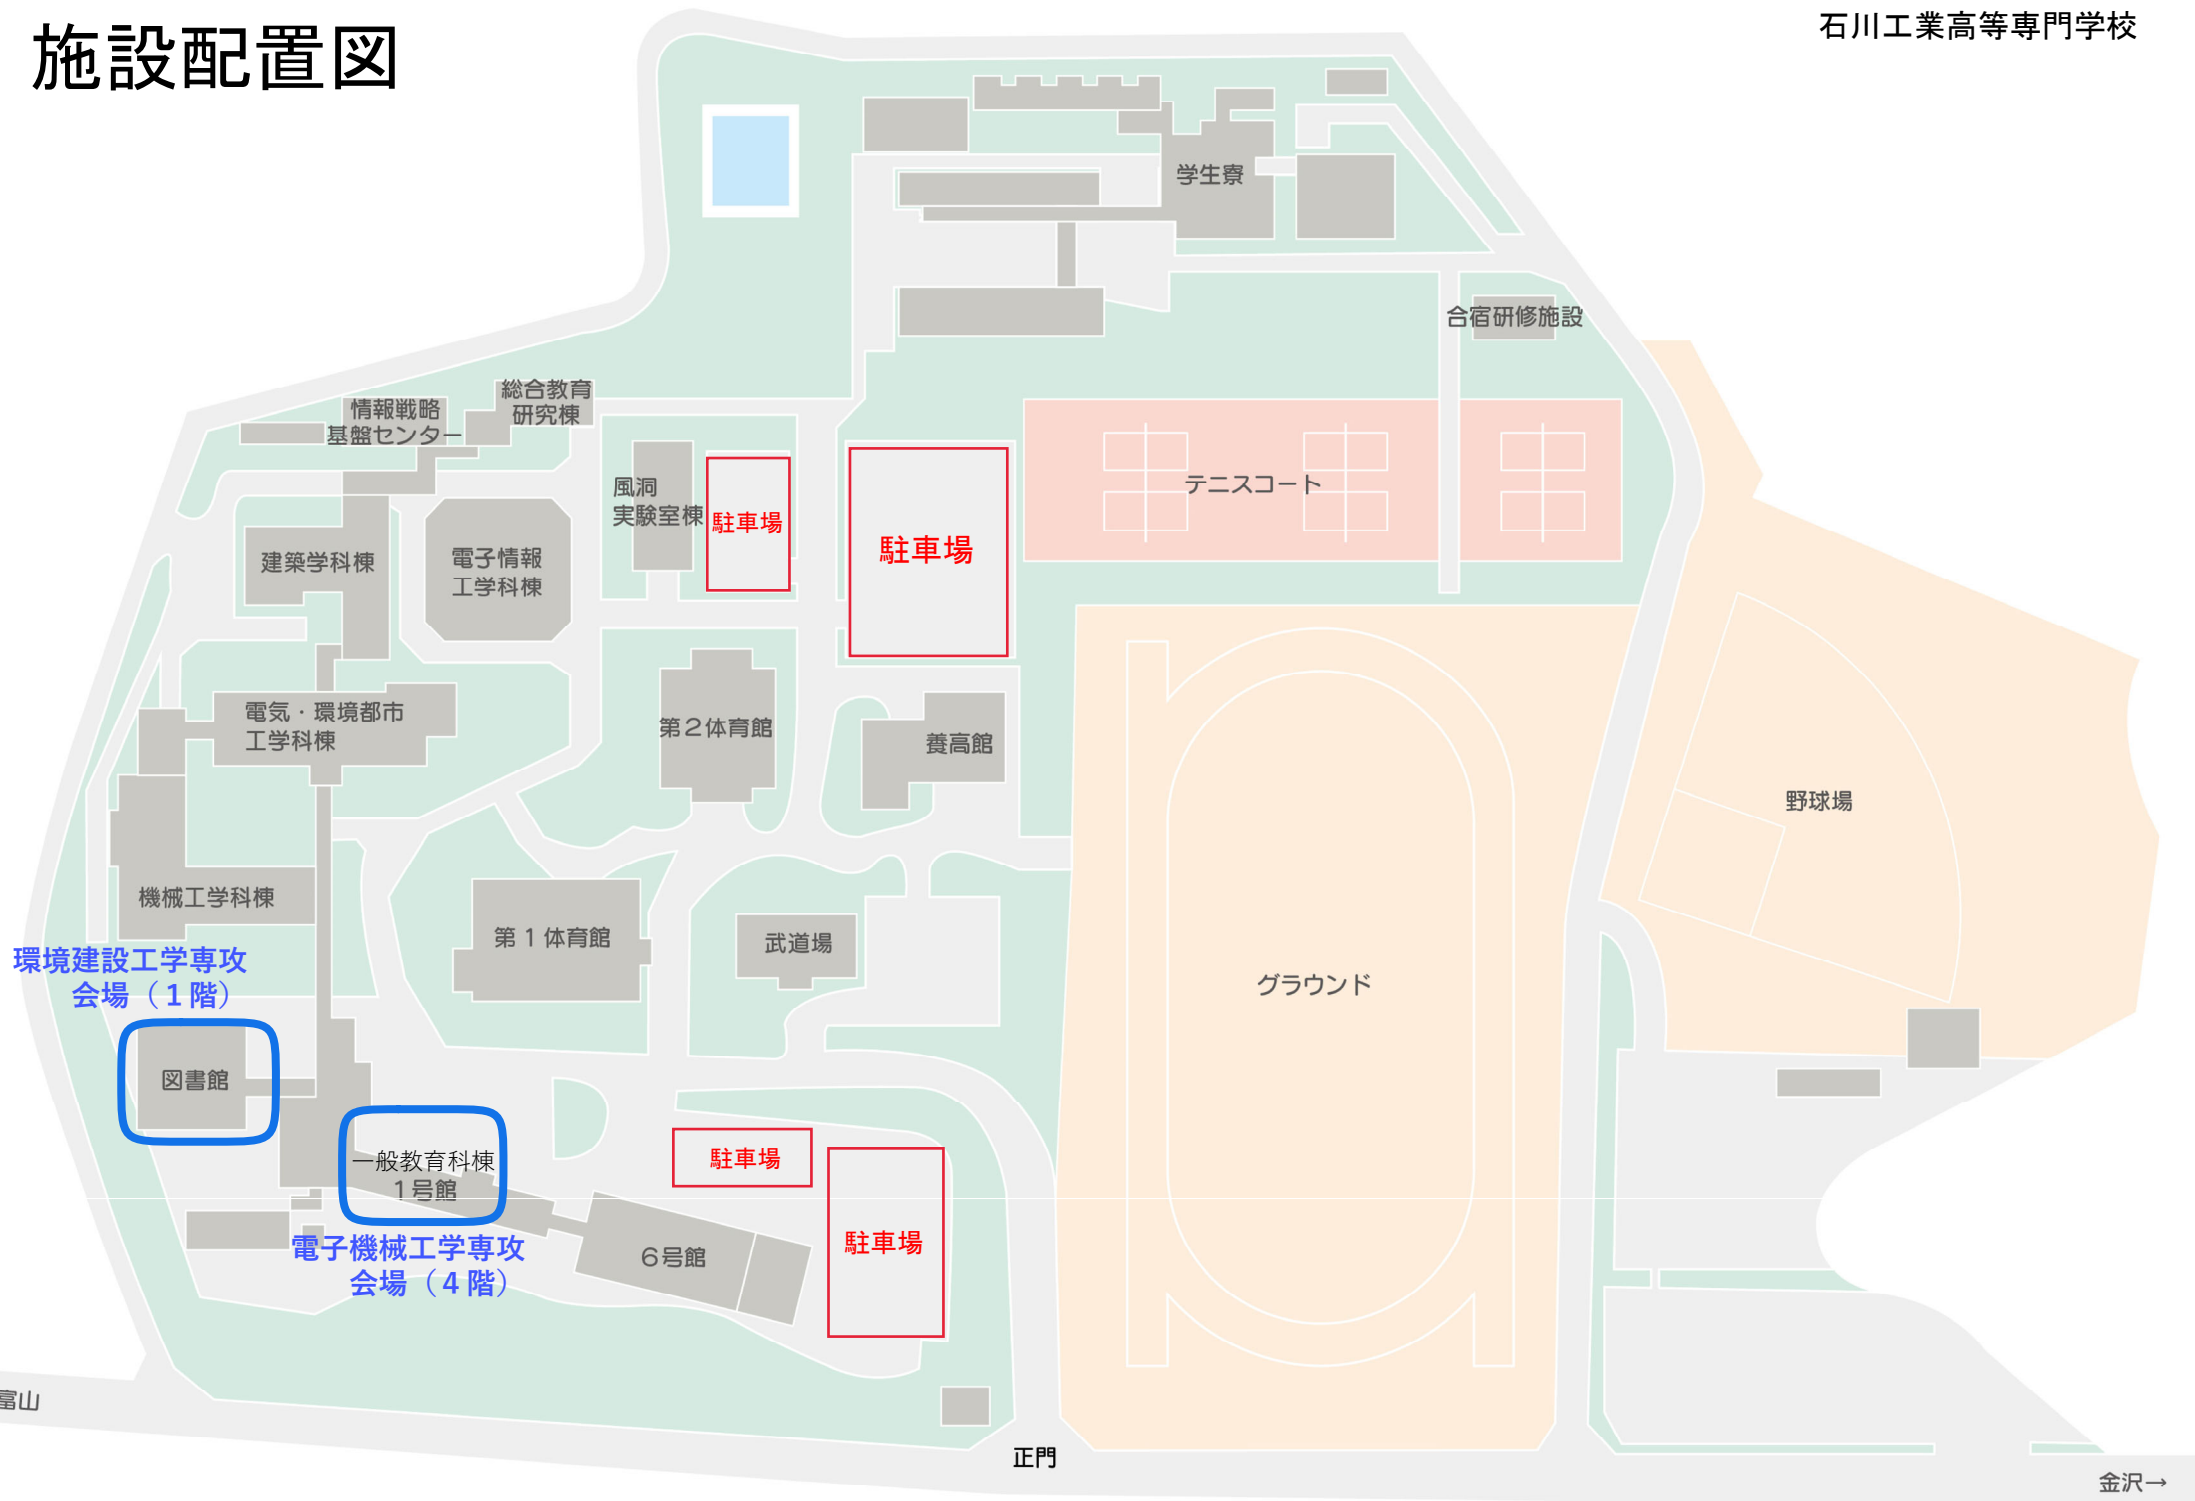 施設配置図
石川工業高等専門学校
学生寮
合宿研修施設
総合教育
研究棟
情報戦略
基盤センター
風洞
実験室棟
駐車場
駐車場
テニスコート
建築学科棟
電子情報
工学科棟
電気・環境都市
工学科棟
第2体育館
養高館
野球場
機械工学科棟
第1体育館
武道場
グラウンド
環境建設工学専攻
会場（1階）
図書館
一般教育科棟
1号館
駐車場
駐車場
電子機械工学専攻
会場（4階）
6号館
富山
正門
金沢→